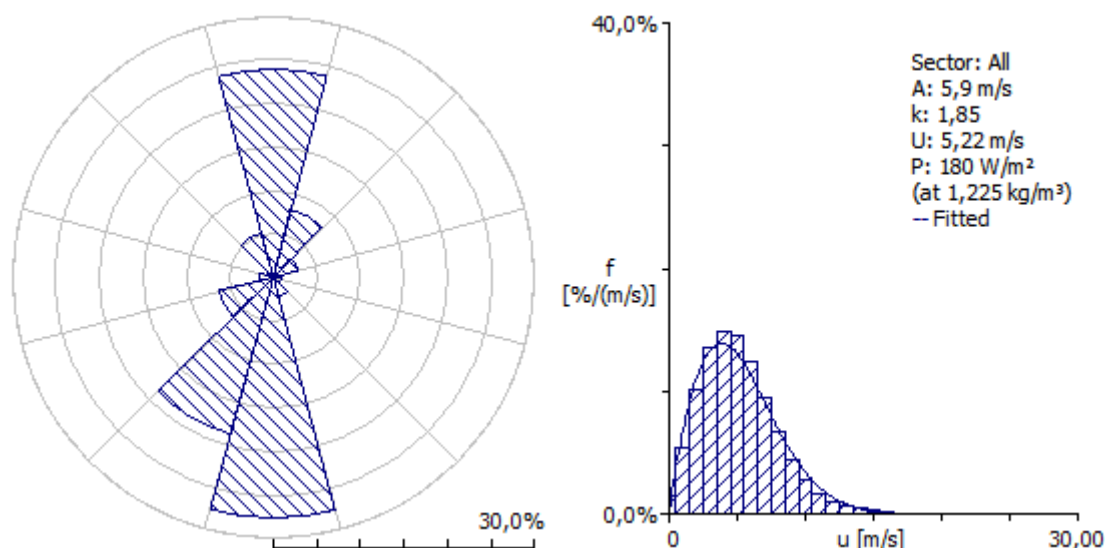 30,0%
40,0%
Sector: All
A: 5,9 m/s
k: 1,85
U: 5,22 m/s
P: 180 W/m²
(at 1,225 kg/m³)
-- Fitted
f
[%/(m/s)]
0,0%
0
u [m/s]
30,00